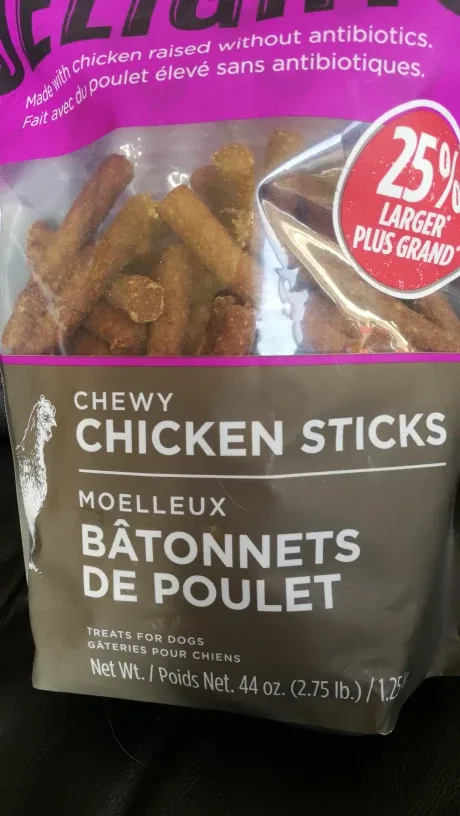 Made with chicken raised without antibiotics.
Fait avec du poulet élevé sans antibiotiques.
25%
LARGER*
PLUS GRAND*
CHEWY
CHICKEN STICKS
MOELLEUX
BÂTONNETS
DE POULET
TREATS FOR DOGS
GÂTERIES POUR CHIENS
Net Wt. / Poids Net. 44 oz. (2.75 lb.) / 1.25